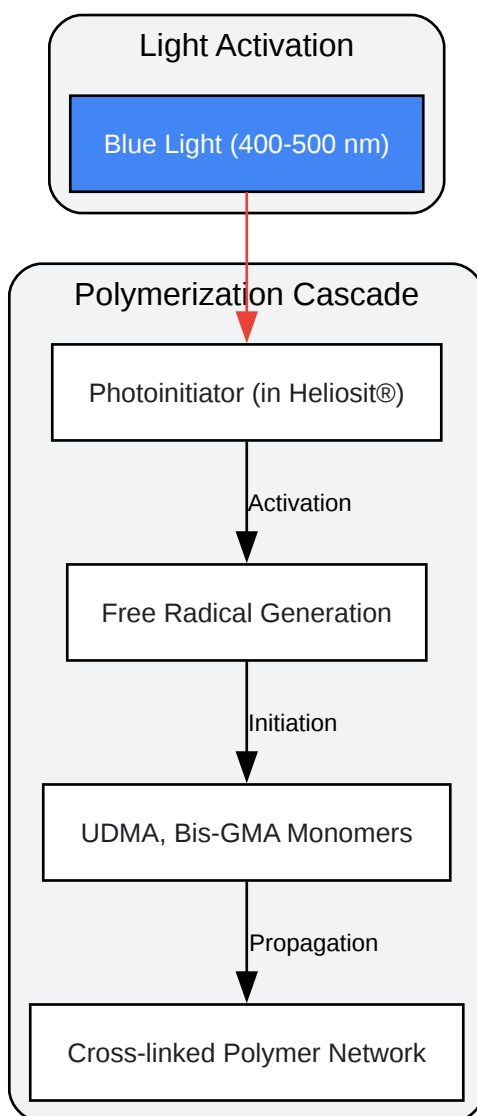 Light Activation
Blue Light (400-500 nm)
Polymerization Cascade
Photoinitiator (in Heliosit®)
Activation
Free Radical Generation
Initiation
UDMA, Bis-GMA Monomers
Propagation
Cross-linked Polymer Network